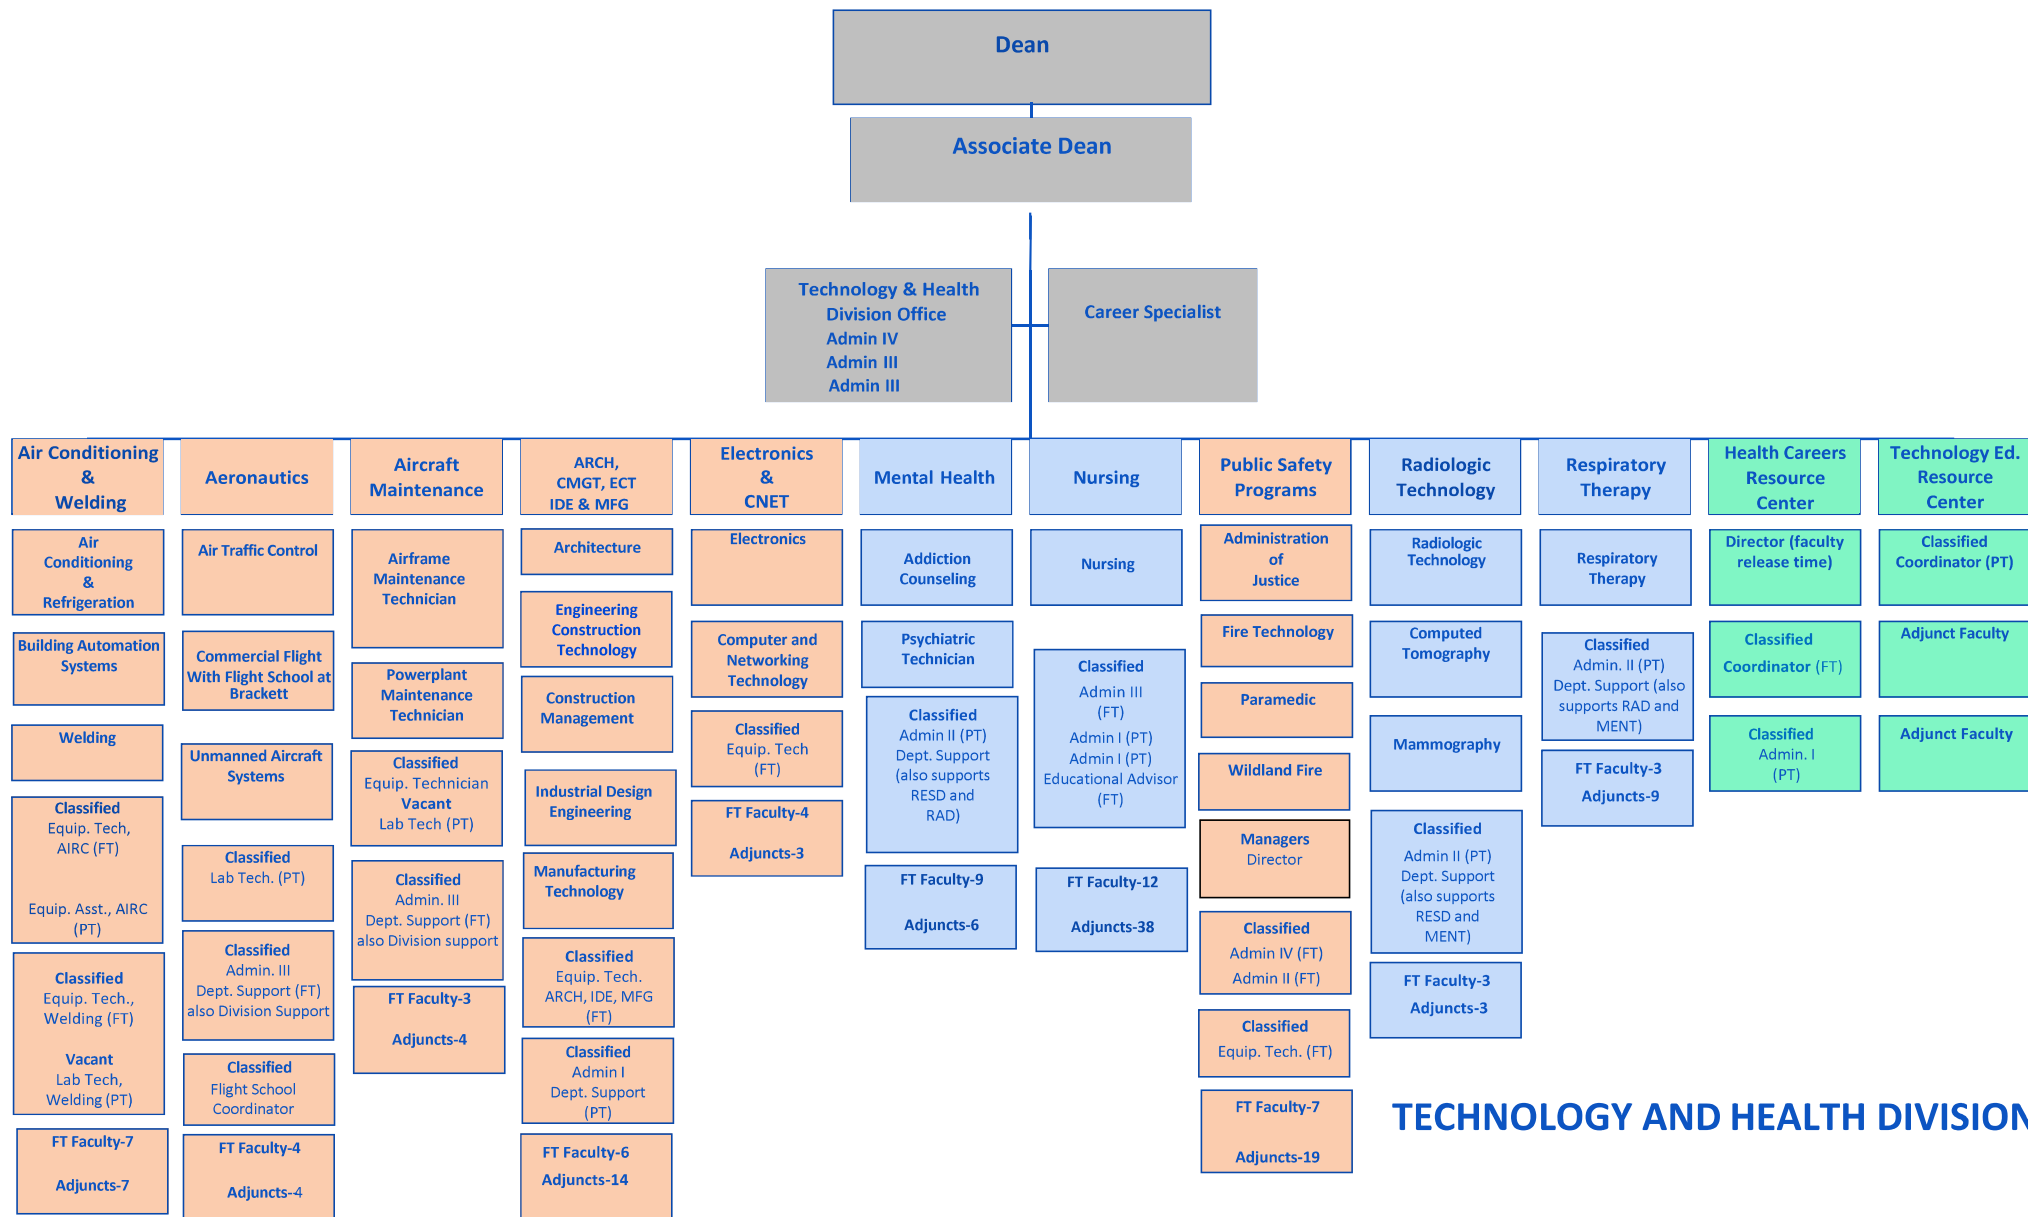 Dean
Associate Dean
Technology & Health
Division Office
Admin IV
Admin III
Admin III
Career Specialist
Air Conditioning
&
Welding
Air
Conditioning
&
Refrigeration
Building Automation
Systems
Welding
Classified
Equip. Tech,
AIRC (FT)
Equip. Asst., AIRC
(PT)
Classified
Equip. Tech.,
Welding (FT)
Vacant
Lab Tech,
Welding (PT)
FT Faculty-7
Adjuncts-7
Aeronautics
Air Traffic Control
Commercial Flight
With Flight School at
Brackett
Unmanned Aircraft
Systems
Classified
Lab Tech. (PT)
Classified
Admin. III
Dept. Support (FT)
also Division Support
Classified
Flight School
Coordinator
FT Faculty-4
Adjuncts-4
Aircraft
Maintenance
Airframe
Maintenance
Technician
Powerplant
Maintenance
Technician
Classified
Equip. Technician
Vacant
Lab Tech (PT)
Classified
Admin. III
Dept. Support (FT)
also Division support
FT Faculty-3
Adjuncts-4
ARCH,
CMGT, ECT
IDE & MFG
Architecture
Engineering
Construction
Technology
Construction
Management
Industrial Design
Engineering
Manufacturing
Technology
Classified
Equip. Tech.
ARCH, IDE, MFG
(FT)
Classified
Admin I
Dept. Support
(PT)
FT Faculty-6
Adjuncts-14
Electronics
&
CNET
Electronics
Computer and
Networking
Technology
Classified
Equip. Tech
(FT)
FT Faculty-4
Adjuncts-3
Mental Health
Addiction
Counseling
Psychiatric
Technician
Classified
Admin II (PT)
Dept. Support
(also supports
RESD and
RAD)
FT Faculty-9
Adjuncts-6
Nursing
Nursing
Classified
Admin III
(FT)
Admin I (PT)
Admin I (PT)
Educational Advisor
(FT)
FT Faculty-12
Adjuncts-38
Public Safety
Programs
Administration
of
Justice
Fire Technology
Paramedic
Wildland Fire
Managers
Director
Classified
Admin IV (FT)
Admin II (FT)
Classified
Equip. Tech. (FT)
FT Faculty-7
Adjuncts-19
Radiologic
Technology
Radiologic
Technology
Computed
Tomography
Mammography
Classified
Admin II (PT)
Dept. Support
(also supports
RESD and
MENT)
FT Faculty-3
Adjuncts-3
Respiratory
Therapy
Respiratory
Therapy
Classified
Admin. II (PT)
Dept. Support (also
supports RAD and
MENT)
FT Faculty-3
Adjuncts-9
Health Careers
Resource
Center
Director (faculty
release time)
Classified
Coordinator (FT)
Classified
Admin. I
(PT)
Technology Ed.
Resource
Center
Classified
Coordinator (PT)
Adjunct Faculty
Adjunct Faculty
TECHNOLOGY AND HEALTH DIVISION